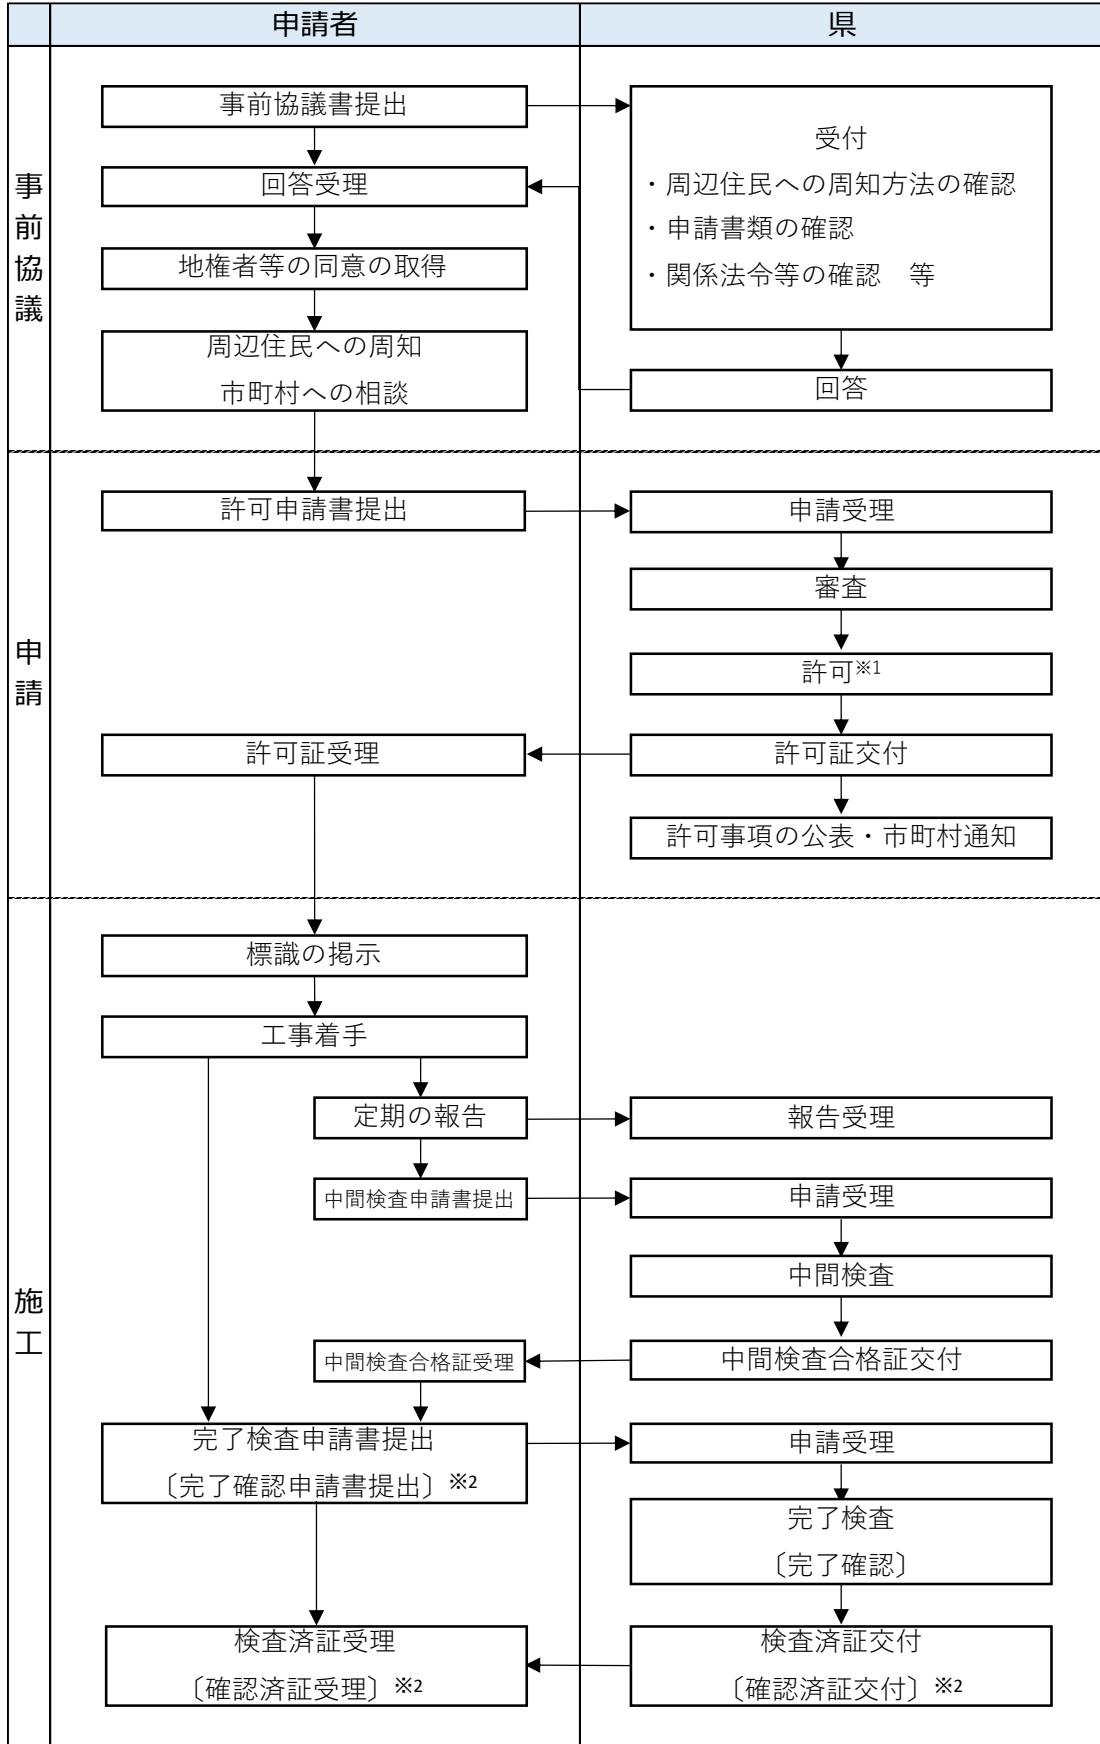 申請者
県
事前協議
事前協議書提出
受付
・周辺住民への周知方法の確認
・申請書類の確認
・関係法令等の確認　等
回答受理
地権者等の同意の取得
周辺住民への周知
市町村への相談
回答
申請
許可申請書提出
申請受理
審査
許可※1
許可証受理
許可証交付
許可事項の公表・市町村通知
施工
標識の掲示
工事着手
定期の報告
報告受理
中間検査申請書提出
申請受理
中間検査
中間検査合格証受理
中間検査合格証交付
完了検査申請書提出
〔完了確認申請書提出〕※2
申請受理
完了検査
〔完了確認〕
検査済証受理
〔確認済証受理〕※2
検査済証交付
〔確認済証交付〕※2